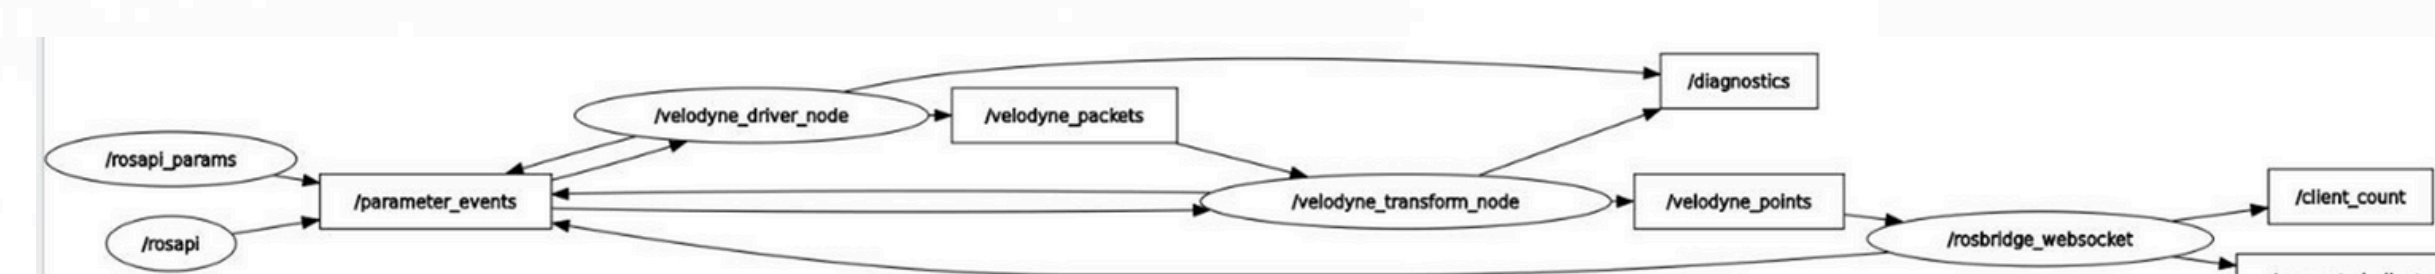 /diagnostics
/velodyne_driver_node
/velodyne_packets
/rosapi_params
/parameter_events
/velodyne_transform_node
/velodyne_points
/client_count
/rosapi
/rosbridge_websocket